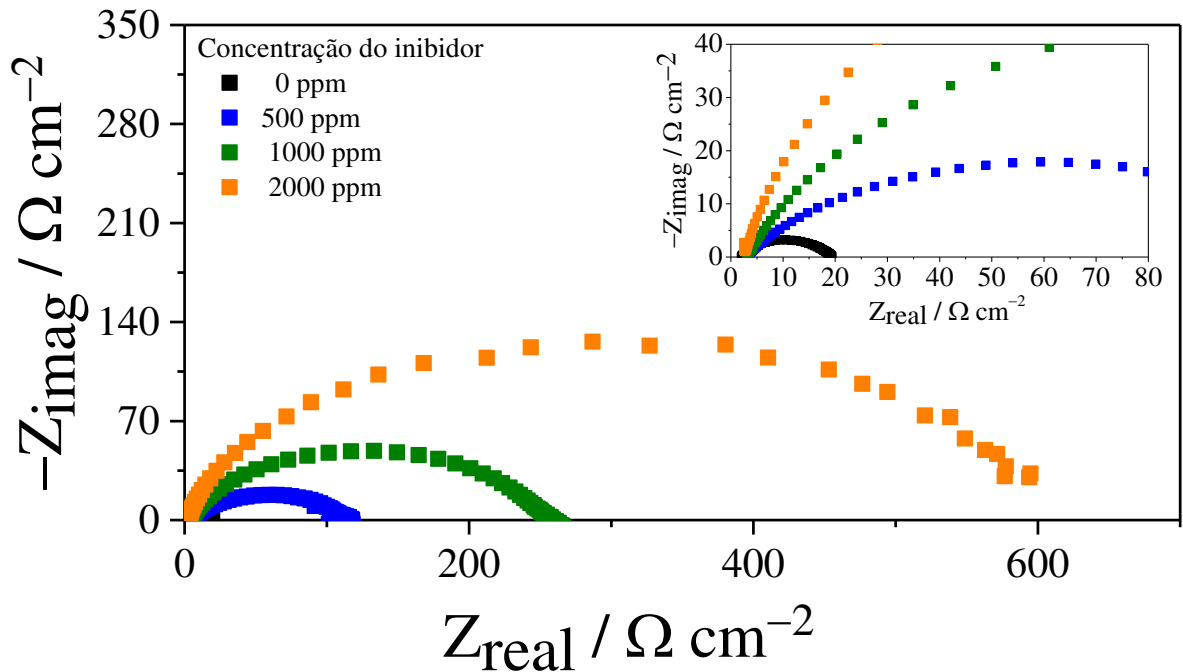 350
280
210
140
70
0
−Zimag / Ω cm−2
Concentração do inibidor
0 ppm
500 ppm
1000 ppm
2000 ppm
40
30
20
10
0
−Zimag / Ω cm−2
0 10 20 30 40 50 60 70 80
Zreal / Ω cm−2
0 200 400 600
Zreal / Ω cm−2